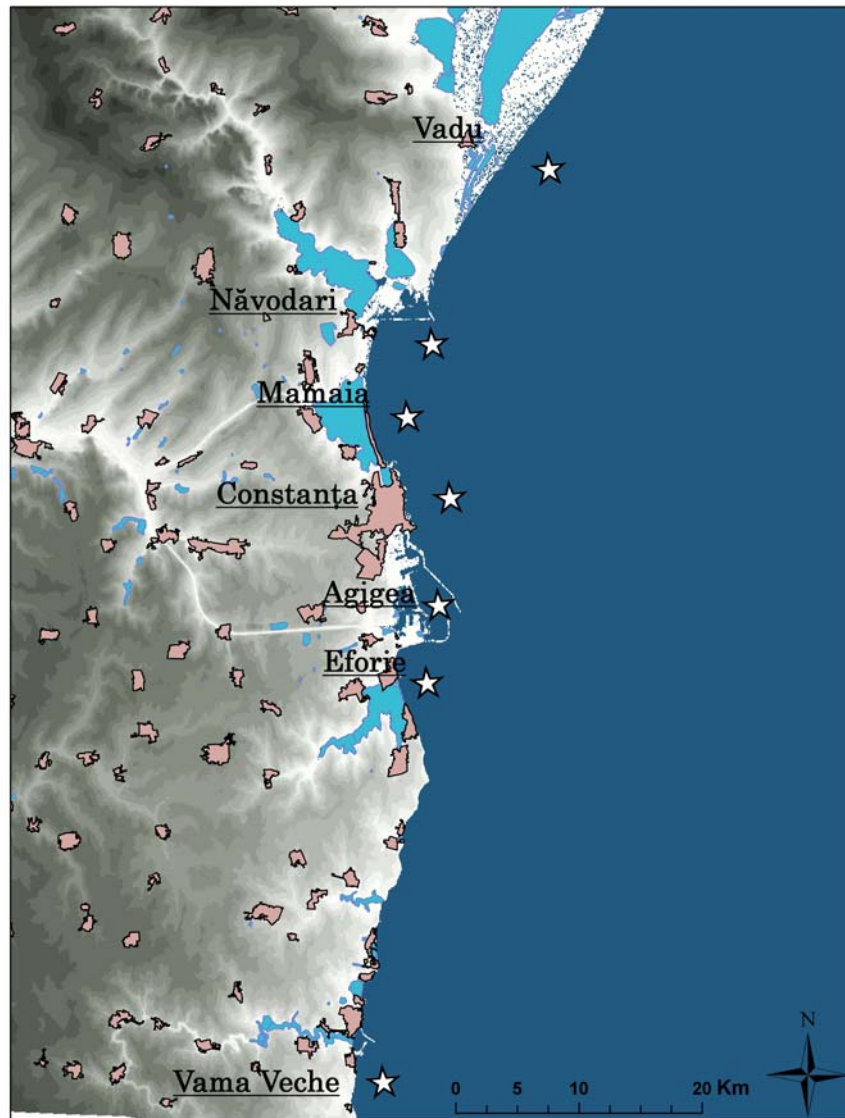 Vadu
Năvodari
Mamaia
Constanța
Agigea
Eforie
Vama Veche
N
0 5 10 20 Km